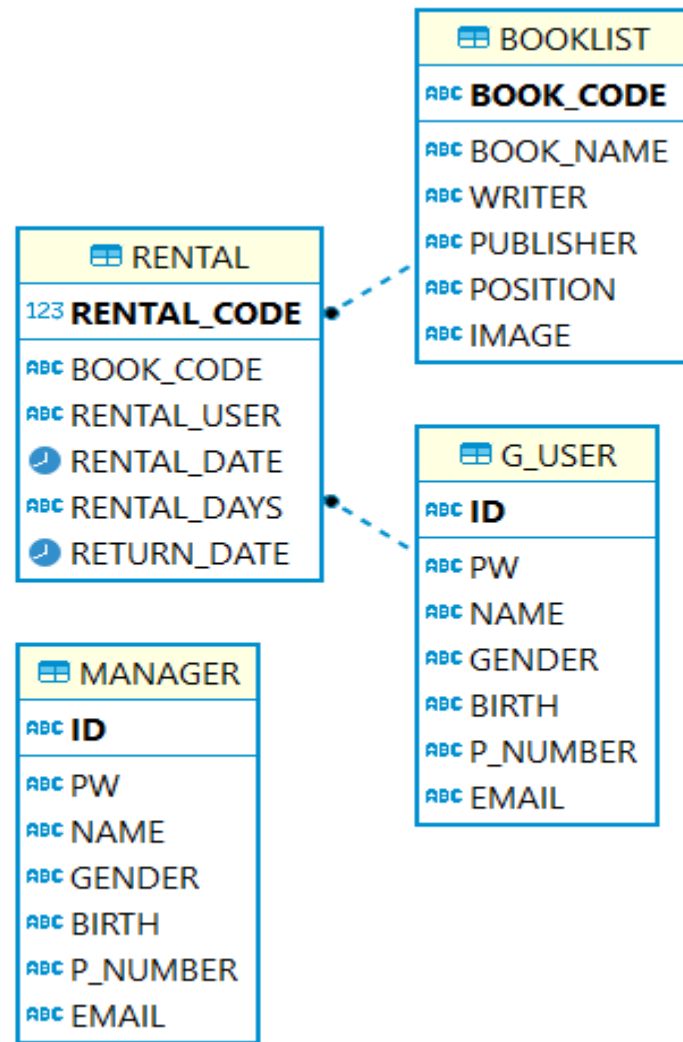 BOOKLIST
ABC BOOK_CODE
ABC BOOK_NAME
ABC WRITER
ABC PUBLISHER
ABC POSITION
ABC IMAGE
RENTAL
123 RENTAL_CODE
ABC BOOK_CODE
ABC RENTAL_USER
RENTAL_DATE
ABC RENTAL_DAYS
RETURN_DATE
G_USER
ABC ID
ABC PW
ABC NAME
ABC GENDER
ABC BIRTH
ABC P_NUMBER
ABC EMAIL
MANAGER
ABC ID
ABC PW
ABC NAME
ABC GENDER
ABC BIRTH
ABC P_NUMBER
ABC EMAIL